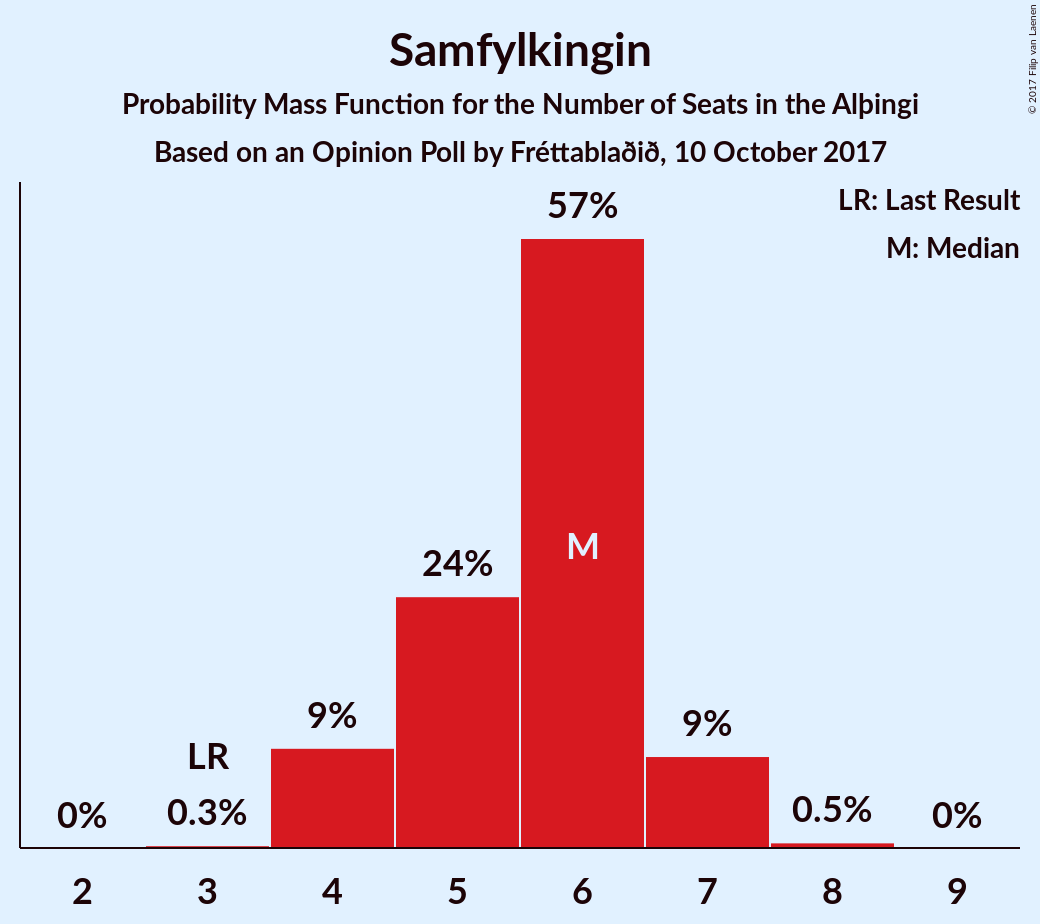 Samfylkingin
Probability Mass Function for the Number of Seats in the Alþingi
Based on an Opinion Poll by Fréttablaðið, 10 October 2017
© 2017 Filip van Laenen
LR: Last Result
M: Median
57%
M
24%
9%
9%
LR
0%
0.3%
0.5%
0%
2 3 4 5 6 7 8 9